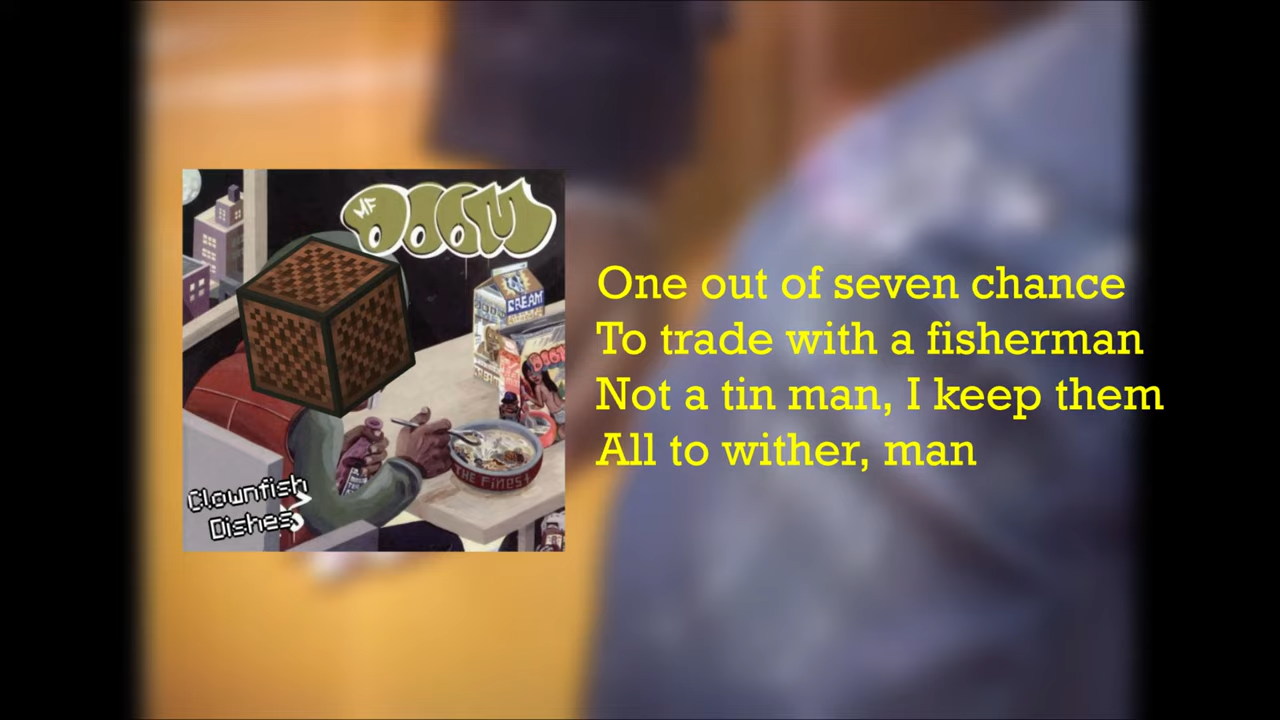 MF DOOM
CREAM
DOOM
THE FINEST
Clownfish
Dishes
One out of seven chance
To trade with a fisherman
Not a tin man, I keep them
All to wither, man